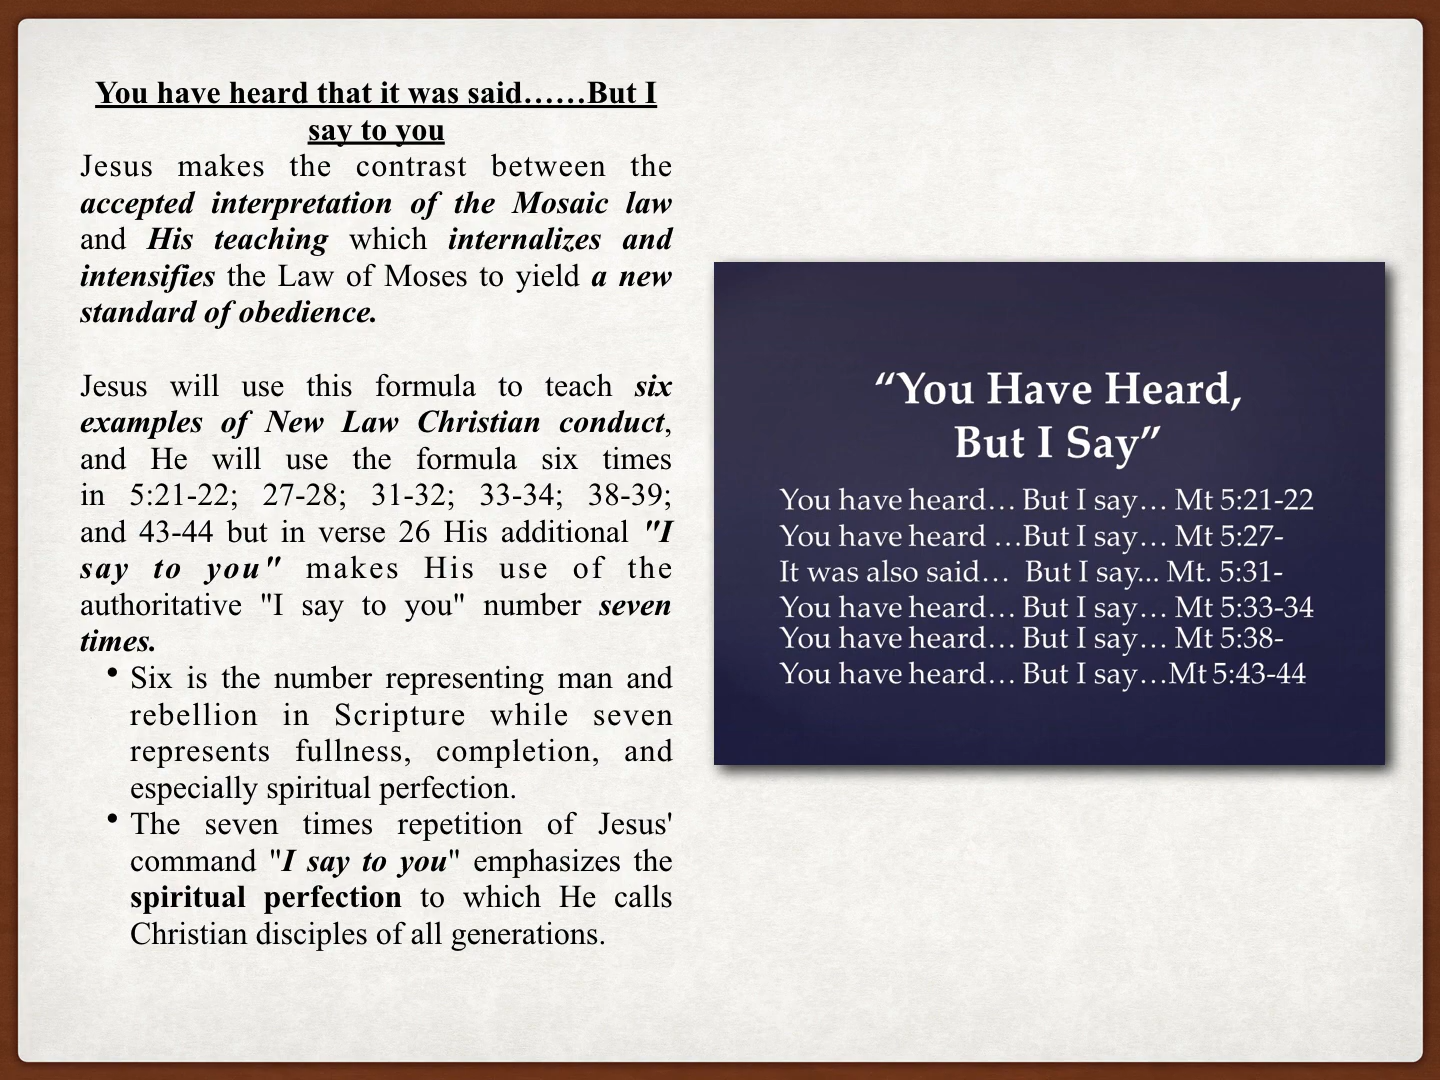 You have heard that it was said……But I
say to you
Jesus makes the contrast between the
accepted interpretation of the Mosaic law
and His teaching which internalizes and
intensifies the Law of Moses to yield a new
standard of obedience.
Jesus will use this formula to teach six
examples of New Law Christian conduct,
and He will use the formula six times
in 5:21-22; 27-28; 31-32; 33-34; 38-39;
and 43-44 but in verse 26 His additional "I
say to you" makes His use of the
authoritative "I say to you" number seven
times.
• Six is the number representing man and
rebellion in Scripture while seven
represents fullness, completion, and
especially spiritual perfection.
• The seven times repetition of Jesus'
command "I say to you" emphasizes the
spiritual perfection to which He calls
Christian disciples of all generations.
“You Have Heard,
But I Say”
You have heard… But I say… Mt 5:21-22
You have heard …But I say… Mt 5:27-
It was also said… But I say... Mt. 5:31-
You have heard… But I say… Mt 5:33-34
You have heard… But I say… Mt 5:38-
You have heard… But I say…Mt 5:43-44